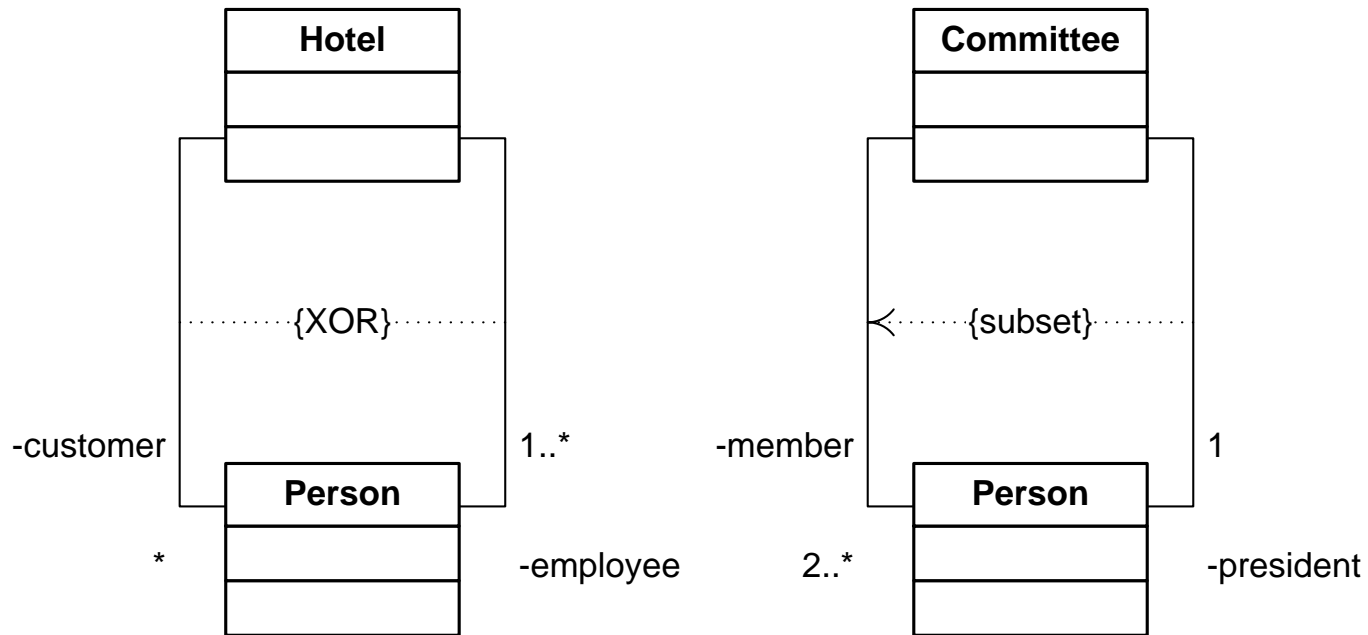 Hotel
Committee
{XOR}
{subset}
-customer
1..*
-member
1
Person
Person
*
-employee
2..*
-president